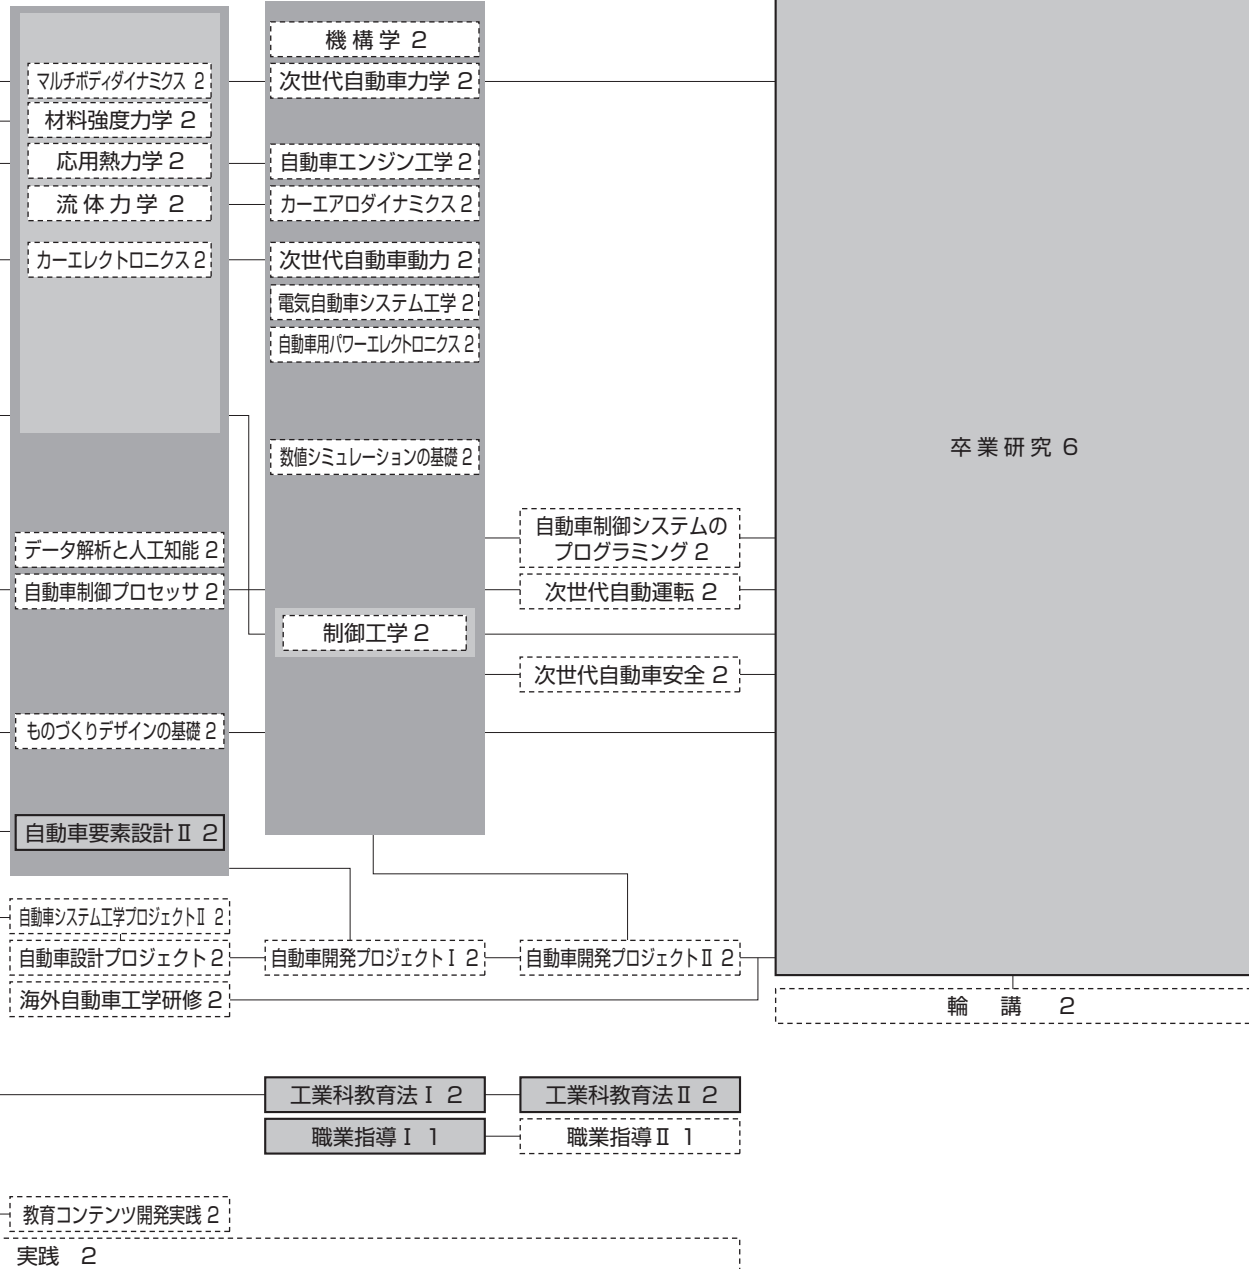 機構学 2
マルチボディダイナミクス 2
次世代自動車力学 2
材料強度力学 2
応用熱力学 2
自動車エンジン工学 2
流体力学 2
カーエアロダイナミクス 2
カーエレクトロニクス 2
次世代自動車動力 2
電気自動車システム工学 2
自動車用パワーエレクトロニクス 2
卒業研究 6
数値シミュレーションの基礎 2
自動車制御システムの
プログラミング 2
データ解析と人工知能 2
自動車制御プロセッサ 2
次世代自動運転 2
制御工学 2
次世代自動車安全 2
ものづくりデザインの基礎 2
自動車要素設計Ⅱ 2
自動車システム工学プロジェクトⅡ 2
自動車設計プロジェクト 2
自動車開発プロジェクトⅠ 2
自動車開発プロジェクトⅡ 2
海外自動車工学研修 2
輪講 2
工業科教育法Ⅰ 2
工業科教育法Ⅱ 2
職業指導Ⅰ 1
職業指導Ⅱ 1
教育コンテンツ開発実践 2
実践 2